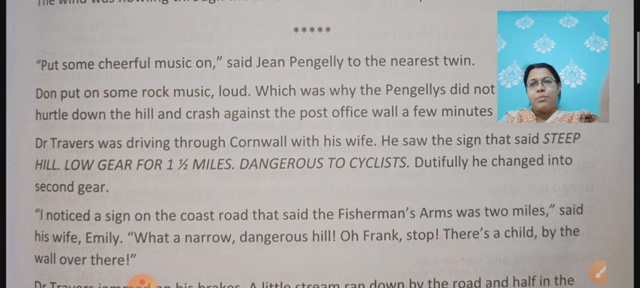 *****
"Put some cheerful music on," said Jean Pengelly to the nearest twin.
Don put on some rock music, loud. Which was why the Pengellys did not
hurtle down the hill and crash against the post office wall a few minutes
Dr Travers was driving through Cornwall with his wife. He saw the sign that said STEEP
HILL. LOW GEAR FOR 1 ½ MILES. DANGEROUS TO CYCLISTS. Dutifully he changed into
second gear.
"I noticed a sign on the coast road that said the Fisherman's Arms was two miles," said
his wife, Emily. "What a narrow, dangerous hill! Oh Frank, stop! There's a child, by the
wall over there!"
Dr Travers on his brakes. A little stream ran down by the road and half in the